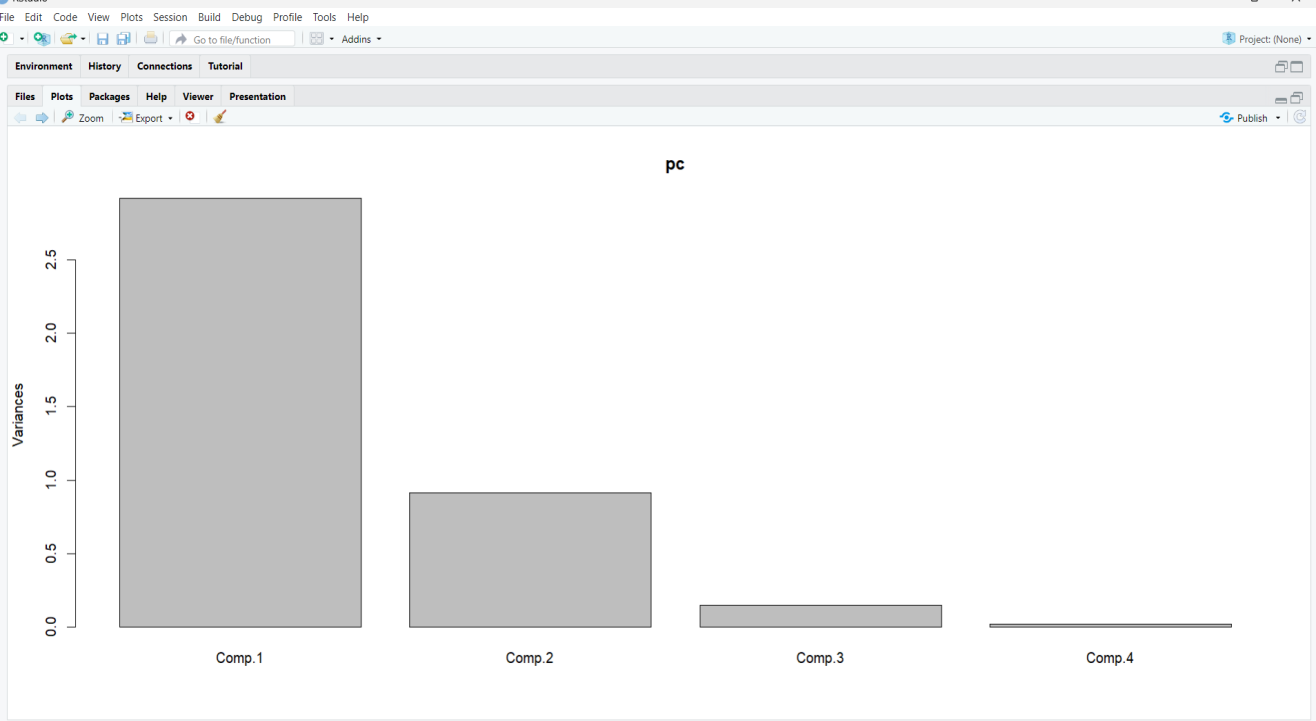 File Edit Code View Plots Session Build Debug Profile Tools Help
Go to file/function Addins Project: (None)
Environment History Connections Tutorial
Files Plots Packages Help Viewer Presentation
Zoom Export Publish
pc
Variances
2.5
2.0
1.5
1.0
0.5
0.0
Comp.1 Comp.2 Comp.3 Comp.4